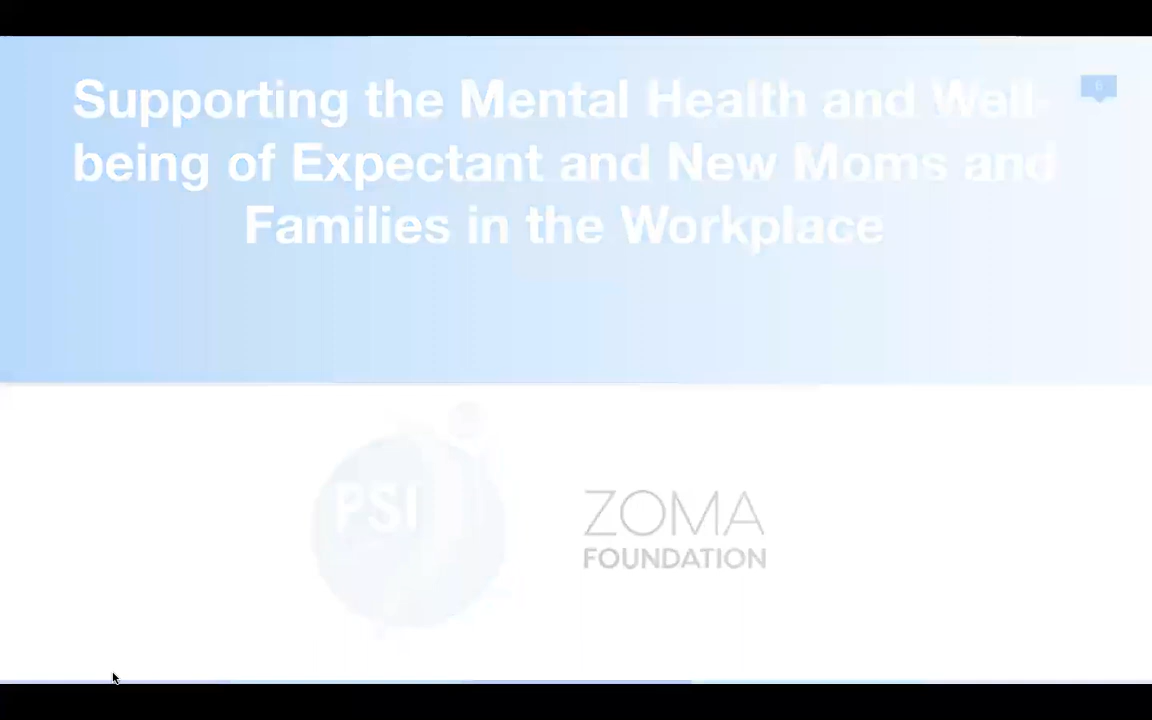 Supporting the Mental Health and Well-
being of Expectant and New Moms and
Families in the Workplace
6
PSI
ZOMA
FOUNDATION